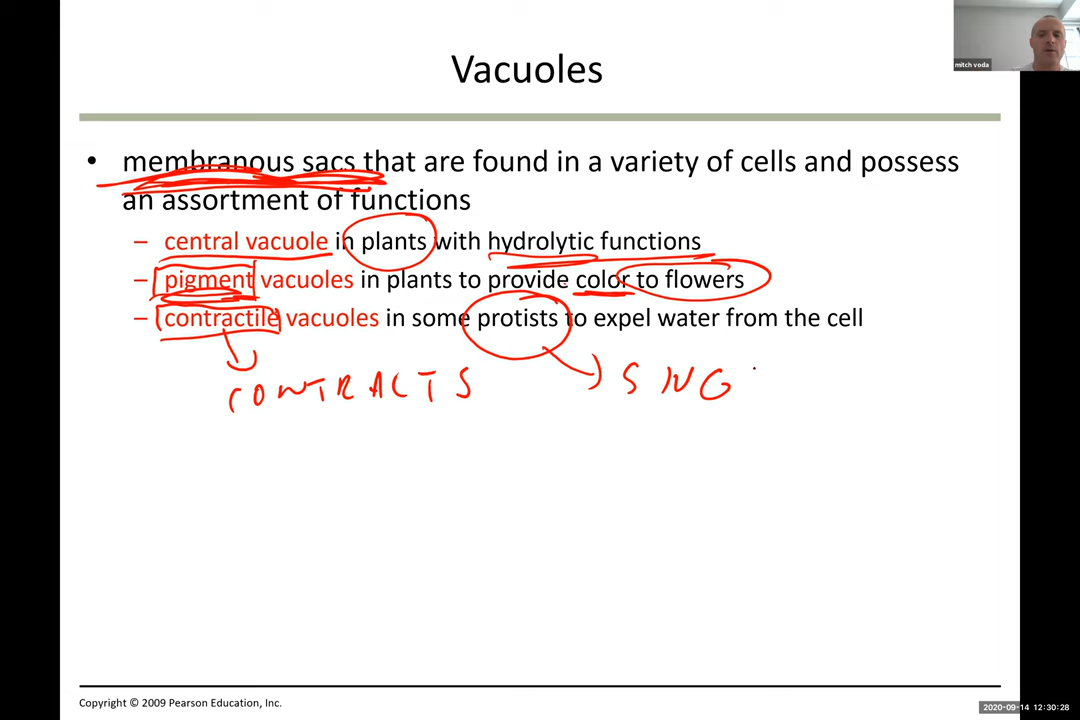 Vacuoles
mitch voda
• membranous sacs that are found in a variety of cells and possess
an assortment of functions
– central vacuole in plants with hydrolytic functions
– pigment vacuoles in plants to provide color to flowers
– contractile vacuoles in some protists to expel water from the cell
CONTRACTS
SNG
Copyright © 2009 Pearson Education, Inc.
2020-09-14 12:30:28